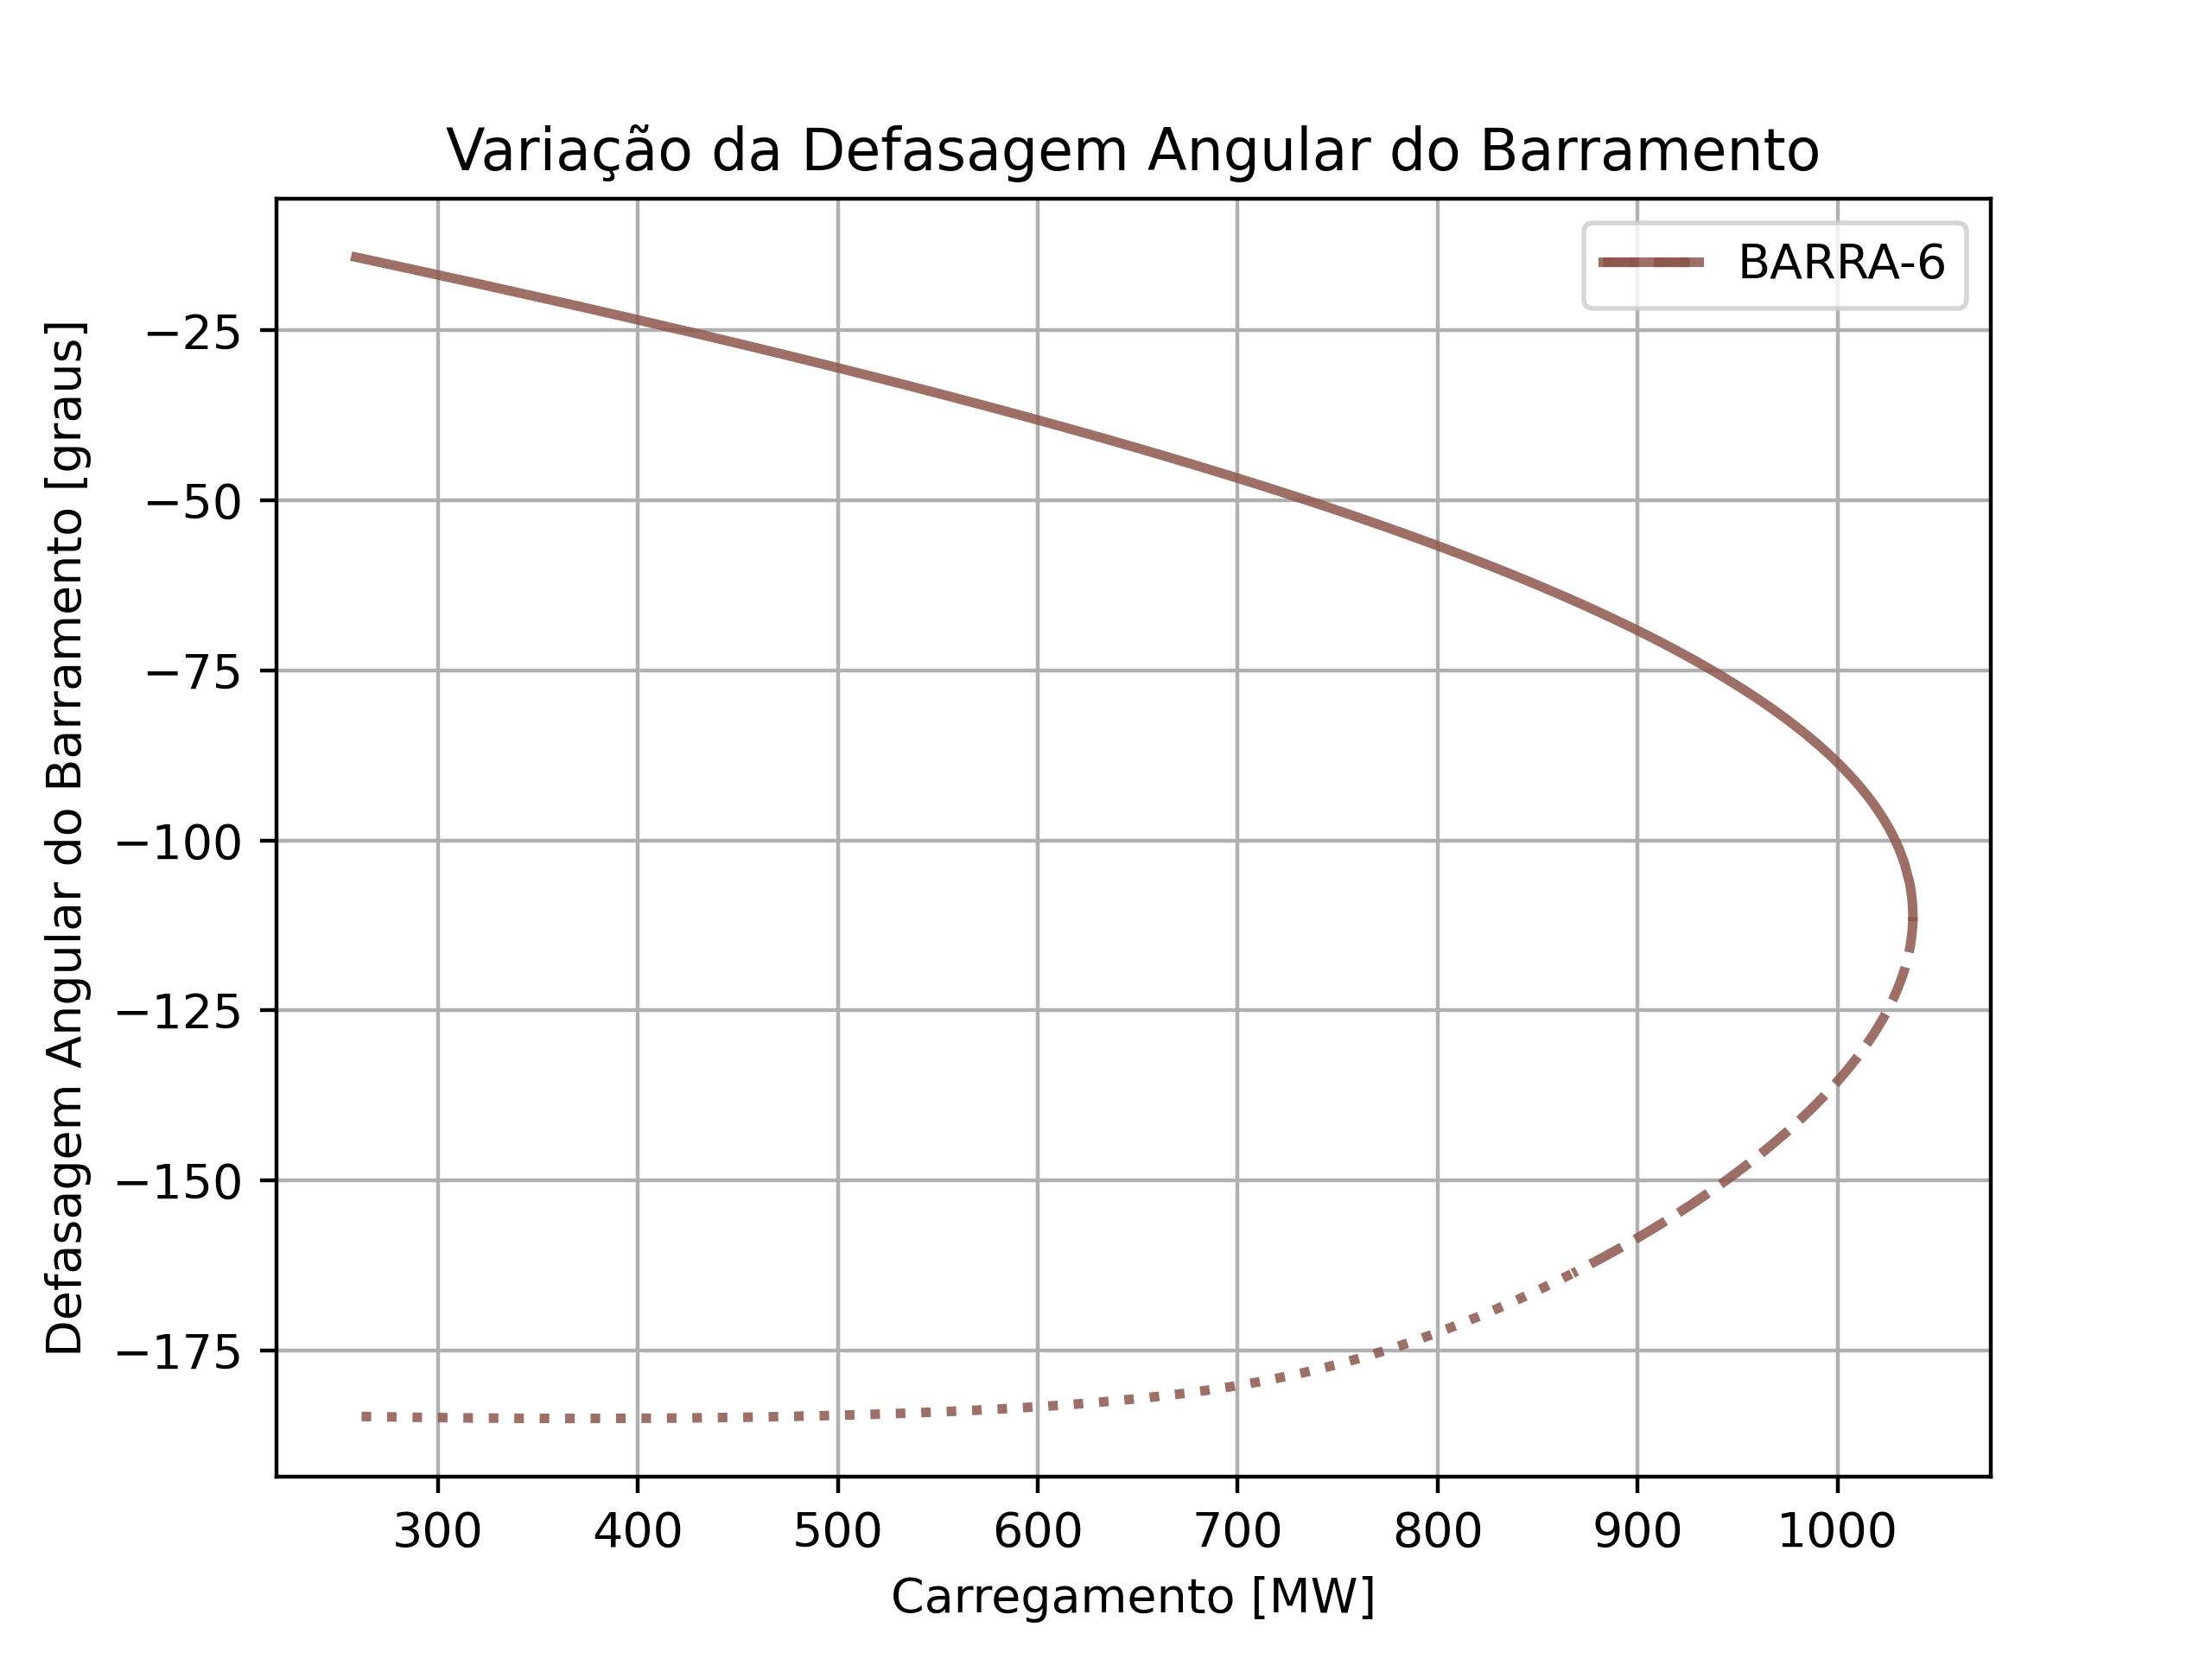 Variação da Defasagem Angular do Barramento
BARRA-6
Defasagem Angular do Barramento [graus]
−25
−50
−75
−100
−125
−150
−175
300 400 500 600 700 800 900 1000
Carregamento [MW]